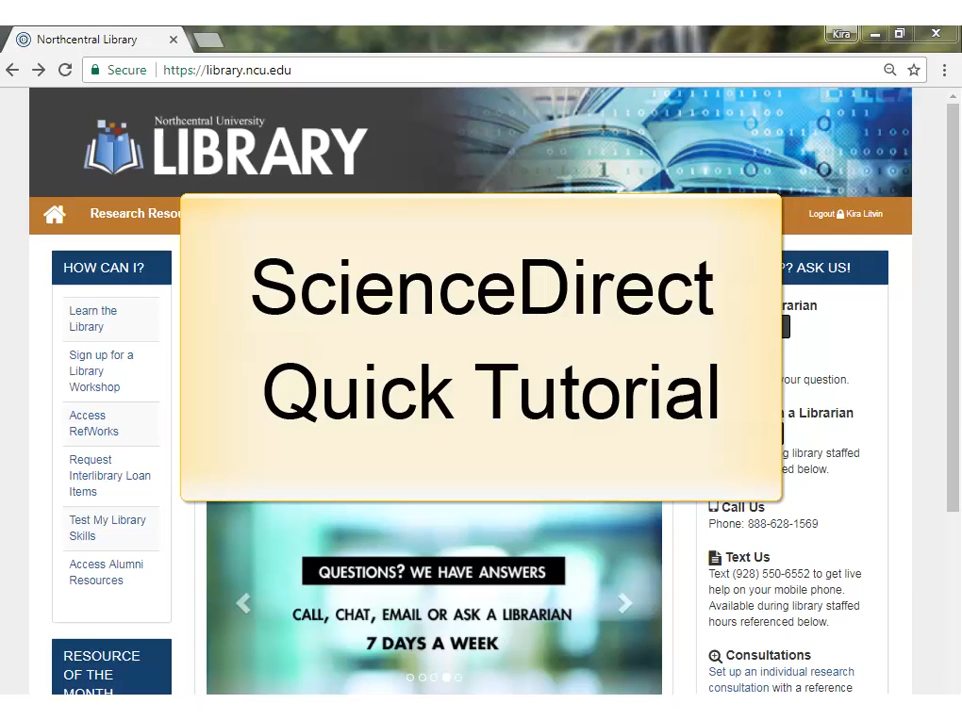 Northcentral Library
Kira
Secure
https://library.ncu.edu
Northcentral University
LIBRARY
Research
Logout Kira Litvin
ScienceDirect
Quick Tutorial
HOW CAN I?
Learn the
Library
Sign up for a
Library
Workshop
Access
RefWorks
Request
Interlibrary Loan
Items
Test My Library
Skills
Access Alumni
Resources
RESOURCE
OF THE
MONTH
QUESTIONS? WE HAVE ANSWERS
CALL, CHAT, EMAIL OR ASK A LIBRARIAN
7 DAYS A WEEK
? ASK US!
your question.
a Librarian
library staffed
below.
Call Us
Phone: 888-628-1569
Text Us
Text (928) 550-6552 to get live
help on your mobile phone.
Available during library staffed
hours referenced below.
Consultations
Set up an individual research
consultation with a reference